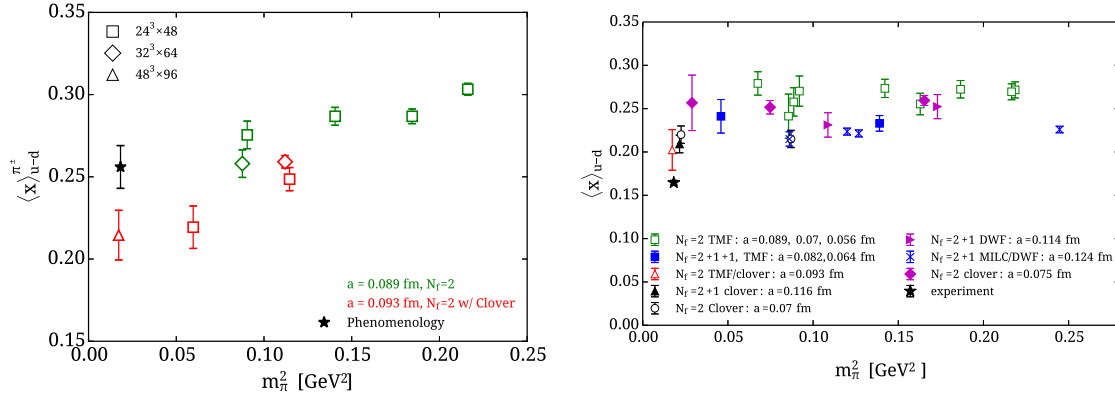 0.35
0.30
0.25
0.20
0.15
⟨x⟩^{π^±}_{u−d}
24³×48
32³×64
48³×96
a = 0.089 fm, N_f=2
a = 0.093 fm, N_f=2 w/ Clover
Phenomenology
0.00 0.05 0.10 0.15 0.20 0.25
m²_π [GeV²]
0.35
0.30
0.25
0.20
0.15
0.10
0.05
0.00
⟨x⟩_{u−d}
N_f=2 TMF: a=0.089, 0.07, 0.056 fm
N_f=2+1+1, TMF: a=0.082,0.064 fm
N_f=2 TMF/clover: a=0.093 fm
N_f=2+1 clover: a=0.116 fm
N_f=2 Clover: a=0.07 fm
N_f=2+1 DWF: a=0.114 fm
N_f=2+1 MILC/DWF: a=0.124 fm
N_f=2 clover: a=0.075 fm
experiment
0.00 0.05 0.10 0.15 0.20 0.25
m²_π [GeV² ]